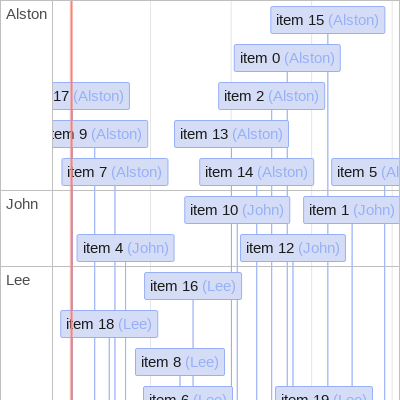 Alston
item 15 (Alston)
item 0 (Alston)
17 (Alston)
item 2 (Alston)
item 9 (Alston)
item 13 (Alston)
item 7 (Alston)
item 14 (Alston)
item 5 (Al
John
item 10 (John)
item 1 (John)
item 4 (John)
item 12 (John)
Lee
item 16 (Lee)
item 18 (Lee)
item 8 (Lee)
item 6 (Lee)
item 19 (Lee)